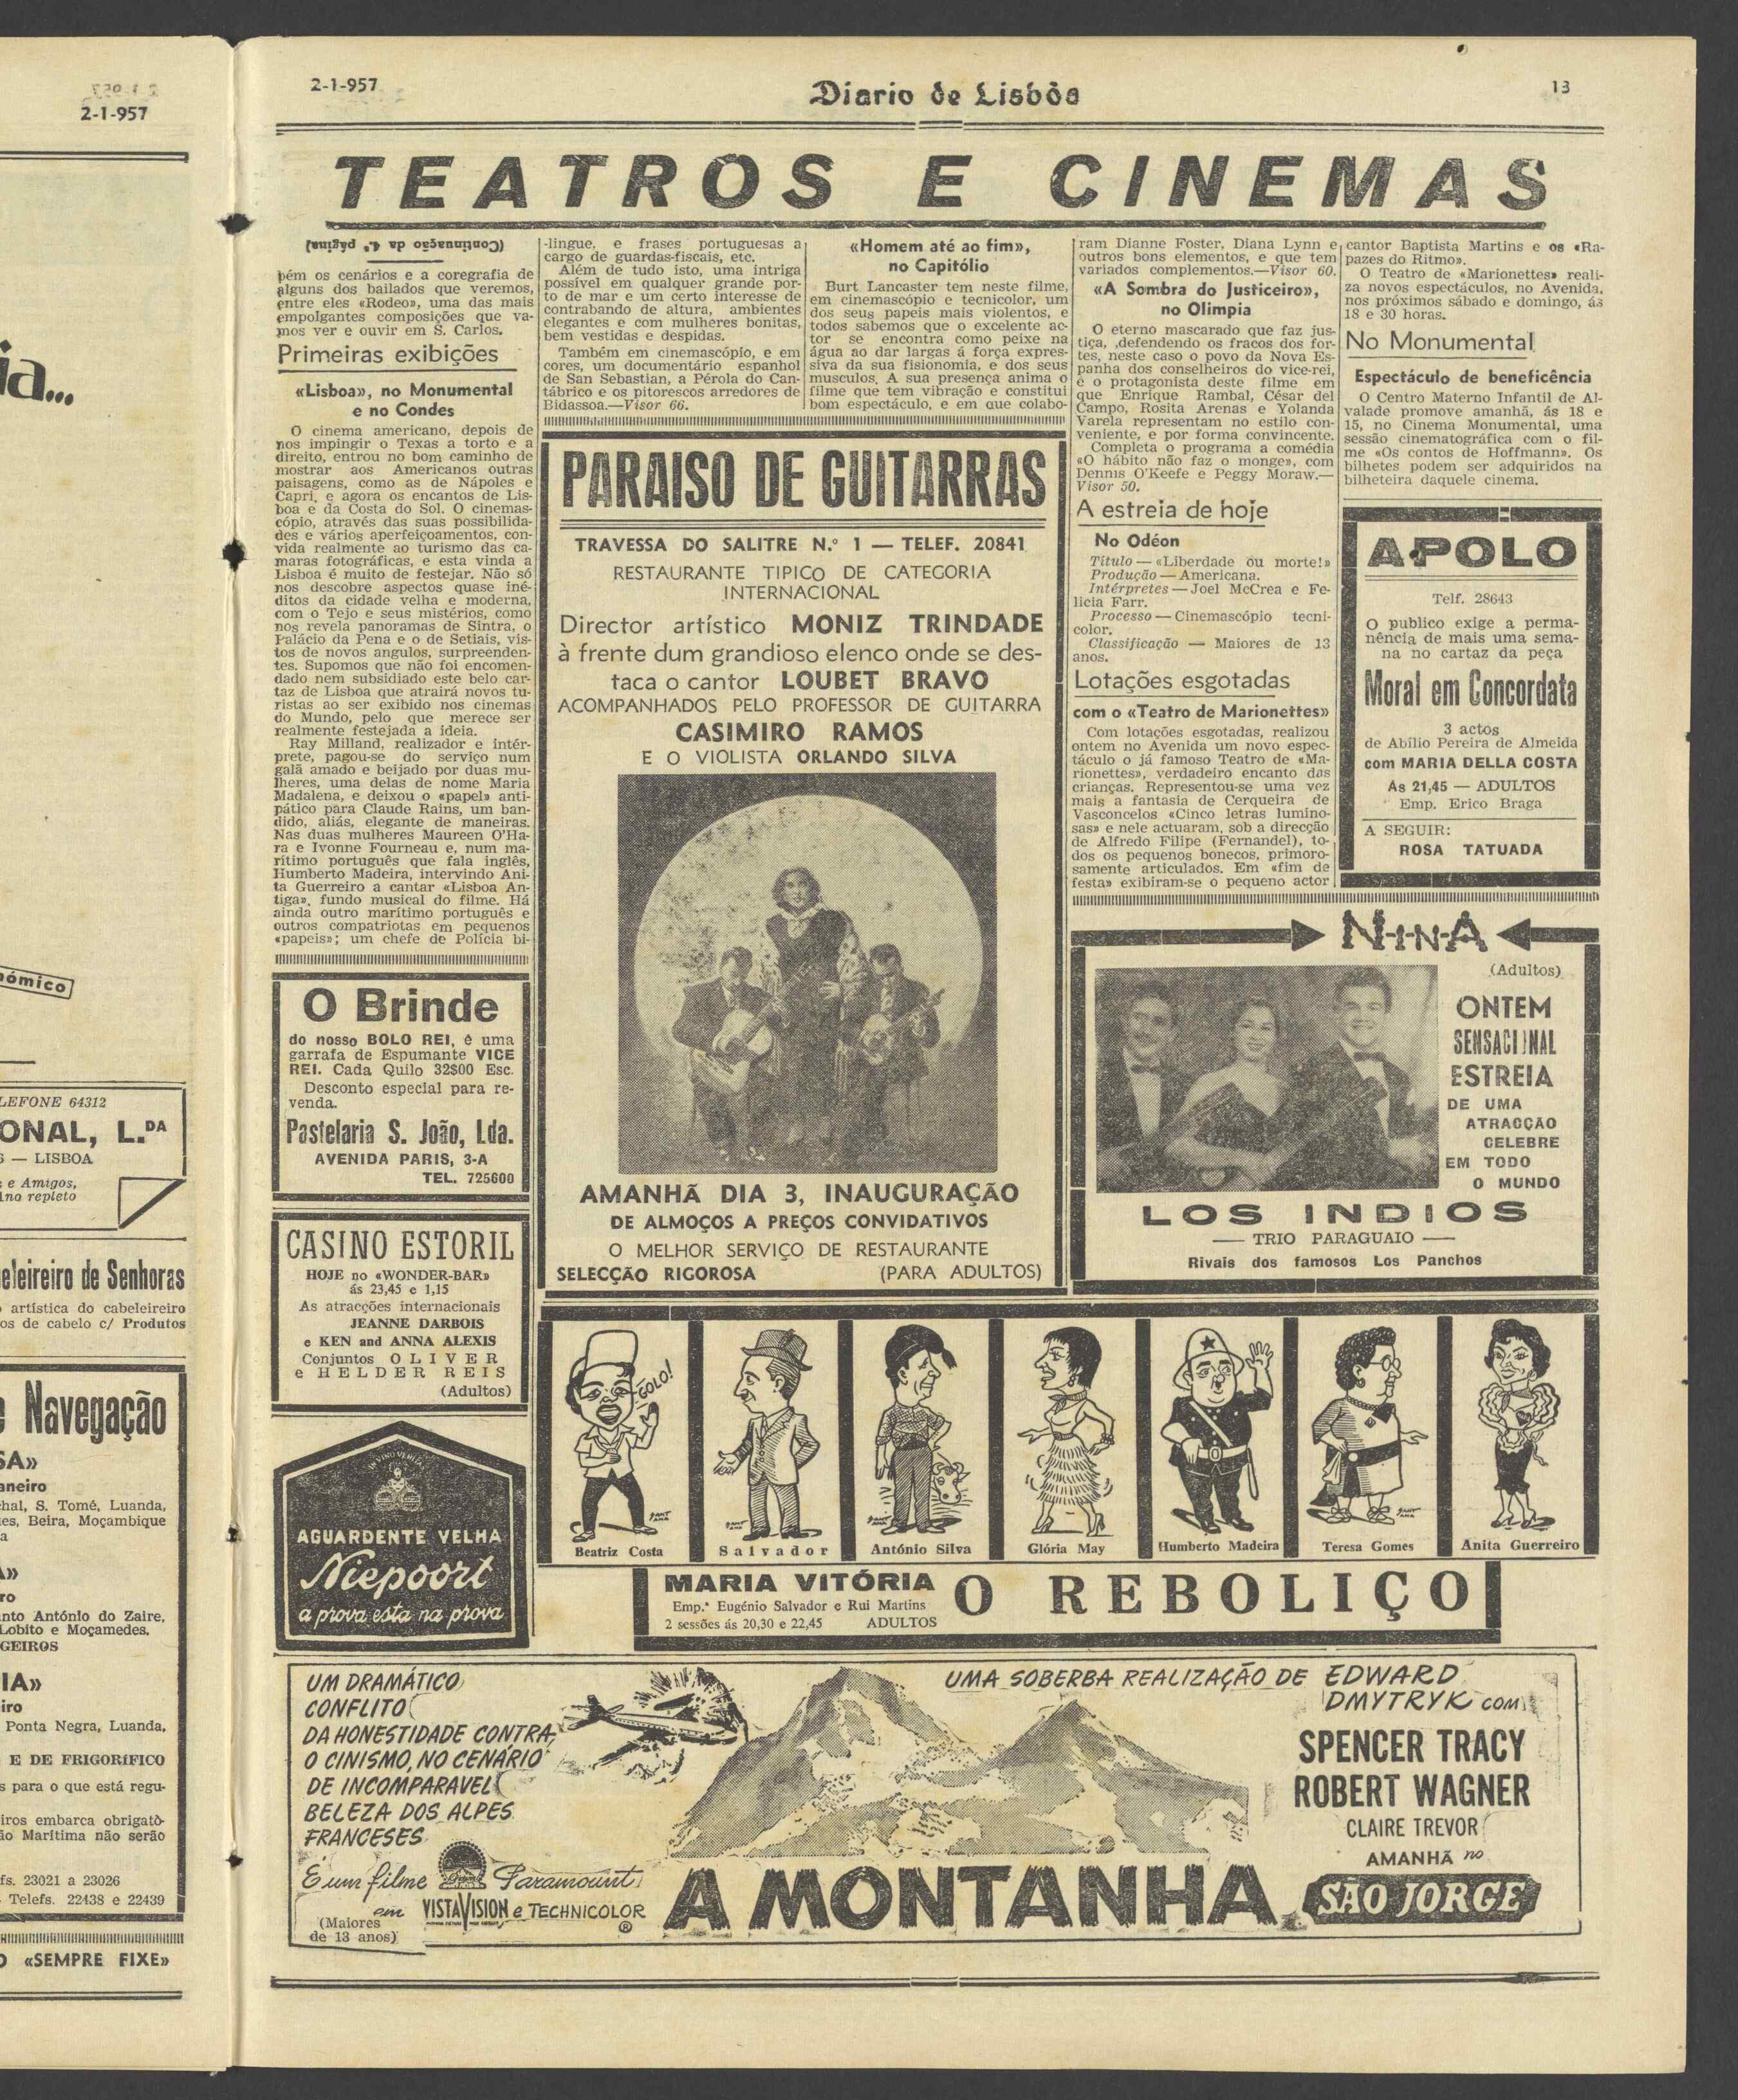 2-1-957
ia...
nómico
LEFONE 64312
ONAL, L.DA
— LISBOA
e Amigos,
repleto
eleireiro de Senhoras
artística do cabeleireiro
os de cabelo c/ Produtos
Navegação
SA»
aneiro
chal, S. Tomé, Luanda,
es, Beira, Moçambique
a
ro
nto António do Zaire,
Lobito e Moçamedes.
GEIROS
IA»
iro
Ponta Negra, Luanda,
E DE FRIGORÍFICO
s para o que está regu-
iros embarca obrigatò-
ão Marítima não serão
fs. 23021 a 23026
Telefs. 22438 e 22439
«SEMPRE FIXE»
2-1-957
Diario de Lisbôa
13
TEATROS E CINEMAS
(Continuação da 4.ª página)
bém os cenários e a coregrafia de
alguns dos bailados que veremos,
entre eles «Rodeo», uma das mais
empolgantes composições que va-
mos ver e ouvir em S. Carlos.
Primeiras exibições
«Lisboa», no Monumental
e no Condes
O cinema americano, depois de
nos impingir o Texas a torto e a
direito, entrou no bom caminho de
mostrar aos Americanos outras
paisagens, como as de Nápoles e
Capri, e agora os encantos de Lis-
boa e da Costa do Sol. O cinemas-
cópio, através das suas possibilida-
des e vários aperfeiçoamentos, con-
vida realmente ao turismo das ca-
maras fotográficas, e esta vinda a
Lisboa é muito de festejar. Não só
nos descobre aspectos quase iné-
ditos da cidade velha e moderna,
com o Tejo e seus mistérios, como
nos revela panoramas de Sintra, o
Palácio da Pena e o de Setiais, vis-
tos de novos angulos, surpreenden-
tes. Supomos que não foi encomen-
dado nem subsidiado este belo car-
taz de Lisboa que atrairá novos tu-
ristas ao ser exibido nos cinemas
do Mundo, pelo que merece ser
realmente festejada a ideia.
Ray Milland, realizador e intér-
prete, pagou-se do serviço num
galã amado e beijado por duas mu-
lheres, uma delas de nome Maria
Madalena, e deixou o «papel» anti-
pático para Claude Rains, um ban-
dido, aliás, elegante de maneiras.
Nas duas mulheres Maureen O'Ha-
ra e Ivonne Fourneau e, num ma-
rítimo português que fala inglês,
Humberto Madeira, intervindo Ani-
ta Guerreiro a cantar «Lisboa An-
tiga», fundo musical do filme. Há
ainda outro marítimo português e
outros compatriotas em pequenos
«papeis»; um chefe de Polícia bi-
-lingue, e frases portuguesas a
cargo de guardas-fiscais, etc.
Além de tudo isto, uma intriga
possível em qualquer grande por-
to de mar e um certo interesse de
contrabando de altura, ambientes
elegantes e com mulheres bonitas,
bem vestidas e despidas.
Também em cinemascópio, e em
cores, um documentário espanhol
de San Sebastian, a Pérola do Can-
tábrico e os pitorescos arredores de
Bidassoa.—Visor 66.
«Homem até ao fim»,
no Capitólio
Burt Lancaster tem neste filme,
em cinemascópio e tecnicolor, um
dos seus papeis mais violentos, e
todos sabemos que o excelente ac-
tor se encontra como peixe na
água ao dar largas á força expres-
siva da sua fisionomia, e dos seus
musculos. A sua presença anima o
filme que tem vibração e constitui
bom espectáculo, e em que colabo-
ram Dianne Foster, Diana Lynn e
outros bons elementos, e que tem
variados complementos.—Visor 60.
«A Sombra do Justiceiro»,
no Olimpia
O eterno mascarado que faz jus-
tiça, defendendo os fracos dos for-
tes, neste caso o povo da Nova Es-
panha dos conselheiros do vice-rei,
é o protagonista deste filme em
que Enrique Rambal, César del
Campo, Rosita Arenas e Yolanda
Varela representam no estilo con-
veniente, e por forma convincente.
Completa o programa a comédia
«O hábito não faz o monge», com
Dennis O'Keefe e Peggy Moraw.—
Visor 50.
A estreia de hoje
No Odéon
Título — «Liberdade ou morte!»
Produção — Americana.
Intérpretes — Joel McCrea e Fe-
licia Farr.
Processo — Cinemascópio tecni-
color.
Classificação — Maiores de 13
anos.
Lotações esgotadas
com o «Teatro de Marionettes»
Com lotações esgotadas, realizou
ontem no Avenida um novo espec-
táculo o já famoso Teatro de «Ma-
rionettes», verdadeiro encanto das
crianças. Representou-se uma vez
mais a fantasia de Cerqueira de
Vasconcelos «Cinco letras lumino-
sas» e nele actuaram, sob a direcção
de Alfredo Filipe (Fernandel), to-
dos os pequenos bonecos, primoro-
samente articulados. Em «fim de
festa» exibiram-se o pequeno actor
cantor Baptista Martins e os «Ra-
pazes do Ritmo».
O Teatro de «Marionettes» reali-
za novos espectáculos, no Avenida,
nos próximos sábado e domingo, ás
18 e 30 horas.
No Monumental
Espectáculo de beneficência
O Centro Materno Infantil de Al-
valade promove amanhã, ás 18 e
15, no Cinema Monumental, uma
sessão cinematográfica com o fil-
me «Os contos de Hoffmann». Os
bilhetes podem ser adquiridos na
bilheteira daquele cinema.
PARAISO DE GUITARRAS
TRAVESSA DO SALITRE N.º 1 — TELEF. 20841
RESTAURANTE TIPICO DE CATEGORIA
INTERNACIONAL
Director artístico MONIZ TRINDADE
à frente dum grandioso elenco onde se des-
taca o cantor LOUBET BRAVO
ACOMPANHADOS PELO PROFESSOR DE GUITARRA
CASIMIRO RAMOS
E O VIOLISTA ORLANDO SILVA
AMANHÃ DIA 3, INAUGURAÇÃO
DE ALMOÇOS A PREÇOS CONVIDATIVOS
O MELHOR SERVIÇO DE RESTAURANTE
SELECÇÃO RIGOROSA (PARA ADULTOS)
APOLO
Telf. 28643
O publico exige a perma-
nência de mais uma sema-
na no cartaz da peça
Moral em Concordata
3 actos
de Abílio Pereira de Almeida
com MARIA DELLA COSTA
Às 21,45 — ADULTOS
Emp. Erico Braga
A SEGUIR:
ROSA TATUADA
N-I-N-A
(Adultos)
ONTEM
SENSACIONAL
ESTREIA
DE UMA
ATRACÇÃO
CELEBRE
EM TODO
O MUNDO
LOS INDIOS
— TRIO PARAGUAIO —
Rivais dos famosos Los Panchos
O Brinde
do nosso BOLO REI, é uma
garrafa de Espumante VICE
REI. Cada Quilo 32$00 Esc.
Desconto especial para re-
venda.
Pastelaria S. João, Lda.
AVENIDA PARIS, 3-A
TEL. 725600
CASINO ESTORIL
HOJE no «WONDER-BAR»
ás 23,45 e 1,15
As atracções internacionais
JEANNE DARBOIS
e KEN and ANNA ALEXIS
Conjuntos OLIVER
e HELDER REIS
(Adultos)
IN VINO VERITAS
AGUARDENTE VELHA
Niepoort
a prova está na prova
GOLO!
Beatriz Costa
Salvador
António Silva
Glória May
Humberto Madeira
Teresa Gomes
Anita Guerreiro
MARIA VITÓRIA
Emp.ª Eugénio Salvador e Rui Martins
2 sessões ás 20,30 e 22,45 ADULTOS
O REBOLIÇO
UM DRAMÁTICO
CONFLITO
DA HONESTIDADE CONTRA
O CINISMO, NO CENÁRIO
DE INCOMPARAVEL
BELEZA DOS ALPES
FRANCESES
É um filme Paramount
em VISTAVISION e TECHNICOLOR ®
(Maiores
de 13 anos)
UMA SOBERBA REALIZAÇÃO DE EDWARD
DMYTRYK COM
SPENCER TRACY
ROBERT WAGNER
CLAIRE TREVOR
AMANHÃ no
SÃO JORGE
A MONTANHA